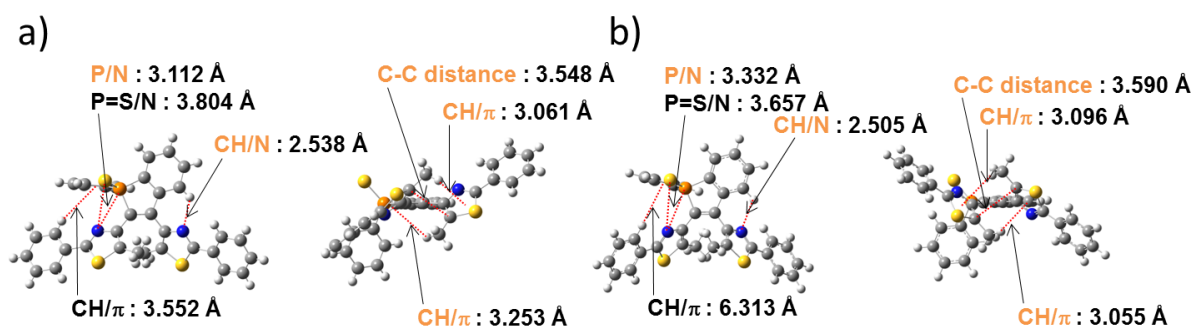 a)
P/N : 3.112 Å
P=S/N : 3.804 Å
CH/N : 2.538 Å
CH/π : 3.552 Å
C-C distance : 3.548 Å
CH/π : 3.061 Å
CH/π : 3.253 Å
b)
P/N : 3.332 Å
P=S/N : 3.657 Å
CH/N : 2.505 Å
CH/π : 6.313 Å
C-C distance : 3.590 Å
CH/π : 3.096 Å
CH/π : 3.055 Å